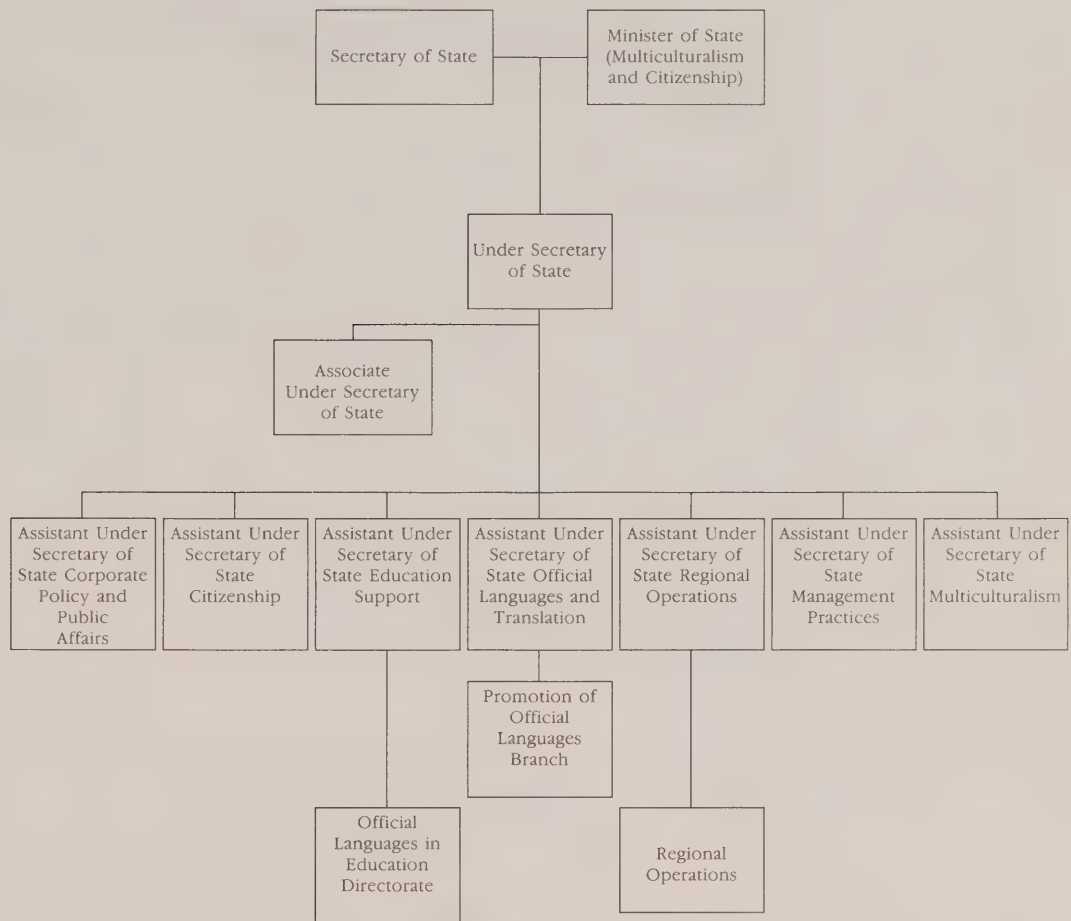 Secretary of State
Minister of State
(Multiculturalism
and Citizenship)
Under Secretary
of State
Associate
Under Secretary
of State
Assistant Under
Secretary of
State Corporate
Policy and
Public
Affairs
Assistant Under
Secretary of
State
Citizenship
Assistant Under
Secretary of
State Education
Support
Assistant Under
Secretary of
State Official
Languages and
Translation
Assistant Under
Secretary of
State Regional
Operations
Assistant Under
Secretary of
State
Management
Practices
Assistant Under
Secretary of
State
Multiculturalism
Promotion of
Official
Languages
Branch
Official
Languages in
Education
Directorate
Regional
Operations